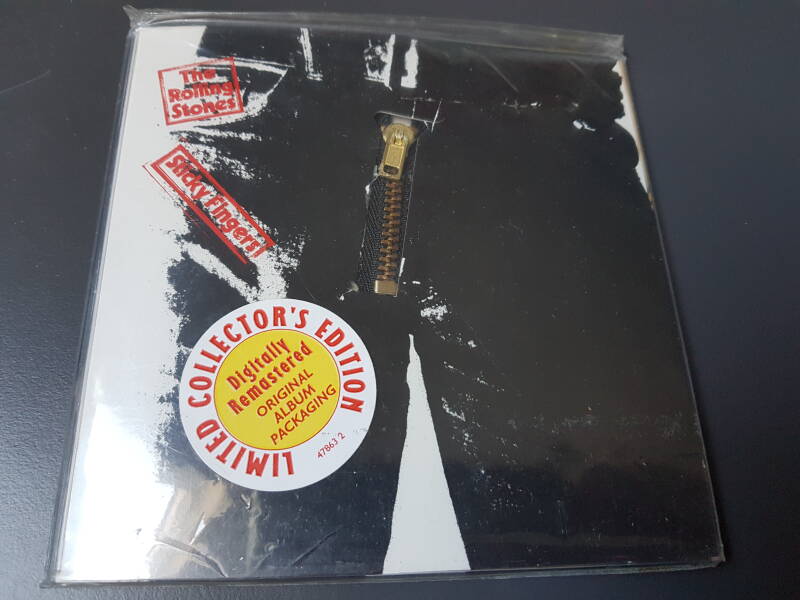 The
Rolling
Stones
Sticky Fingers
LIMITED COLLECTOR'S EDITION
Digitally
Remastered
ORIGINAL
ALBUM
PACKAGING
47863 2